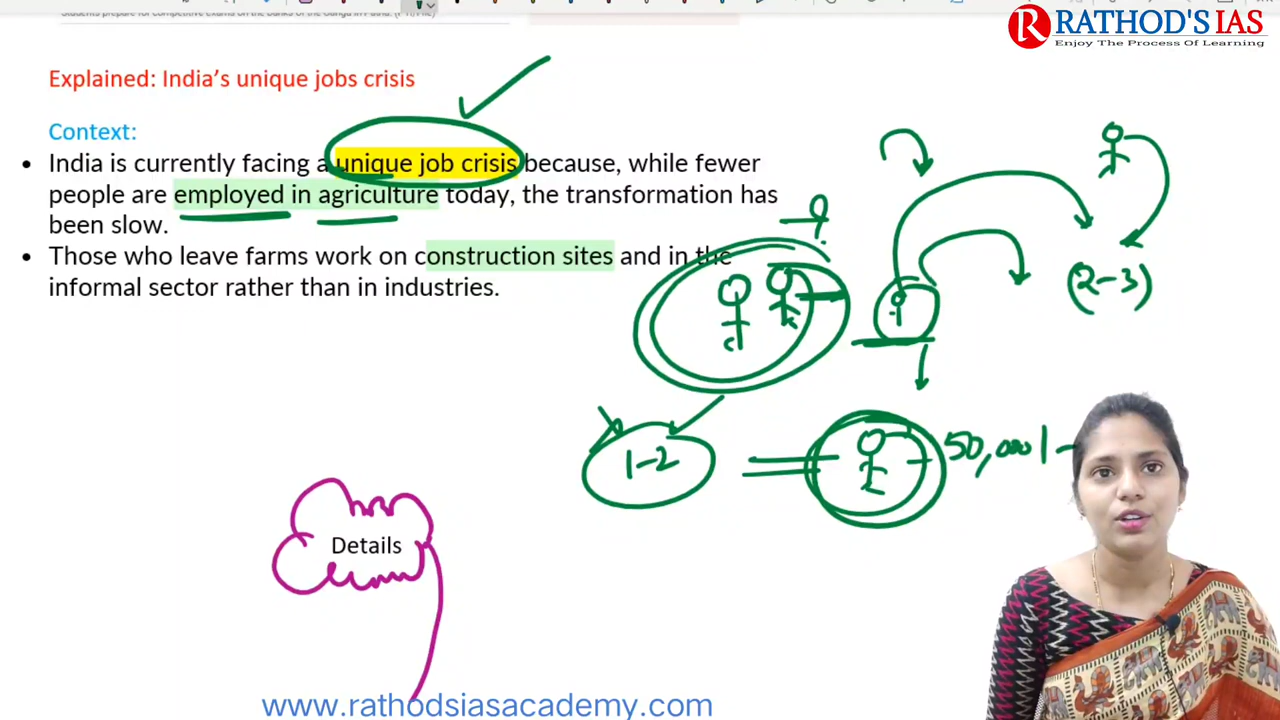 RATHOD'S IAS
Enjoy The Process Of Learning
Explained: India's unique jobs crisis
Context:
• India is currently facing a unique job crisis because, while fewer
people are employed in agriculture today, the transformation has
been slow.
• Those who leave farms work on construction sites and in the
informal sector rather than in industries.
(2-3)
1-2
50,000/-
Details
www.rathodsiasacademy.com